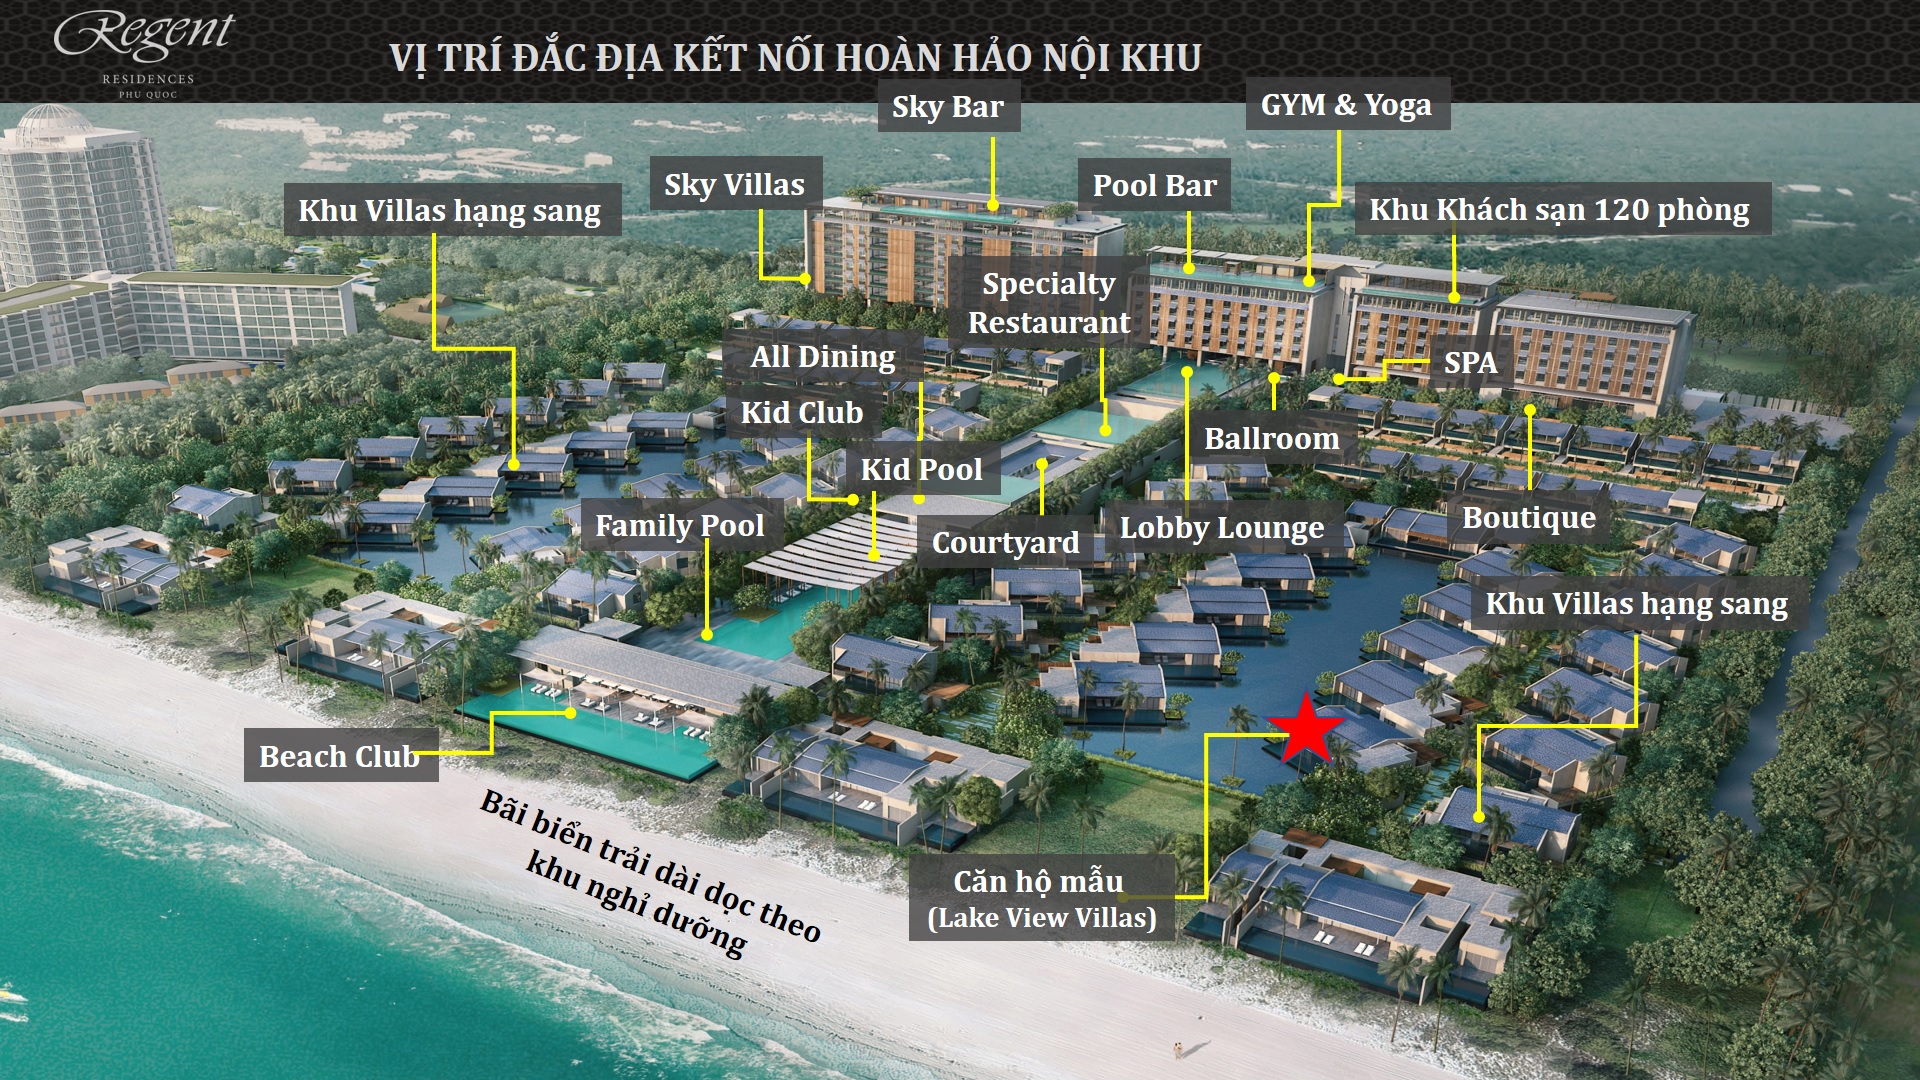 Regent
RESIDENCES
PHU QUOC
VỊ TRÍ ĐẮC ĐỊA KẾT NỐI HOÀN HẢO NỘI KHU
Sky Bar
GYM & Yoga
Sky Villas
Pool Bar
Khu Villas hạng sang
Khu Khách sạn 120 phòng
Specialty
Restaurant
All Dining
SPA
Kid Club
Ballroom
Kid Pool
Family Pool
Courtyard
Lobby Lounge
Boutique
Khu Villas hạng sang
Beach Club
Bãi biển trải dài dọc theo
khu nghỉ dưỡng
Căn hộ mẫu
(Lake View Villas)